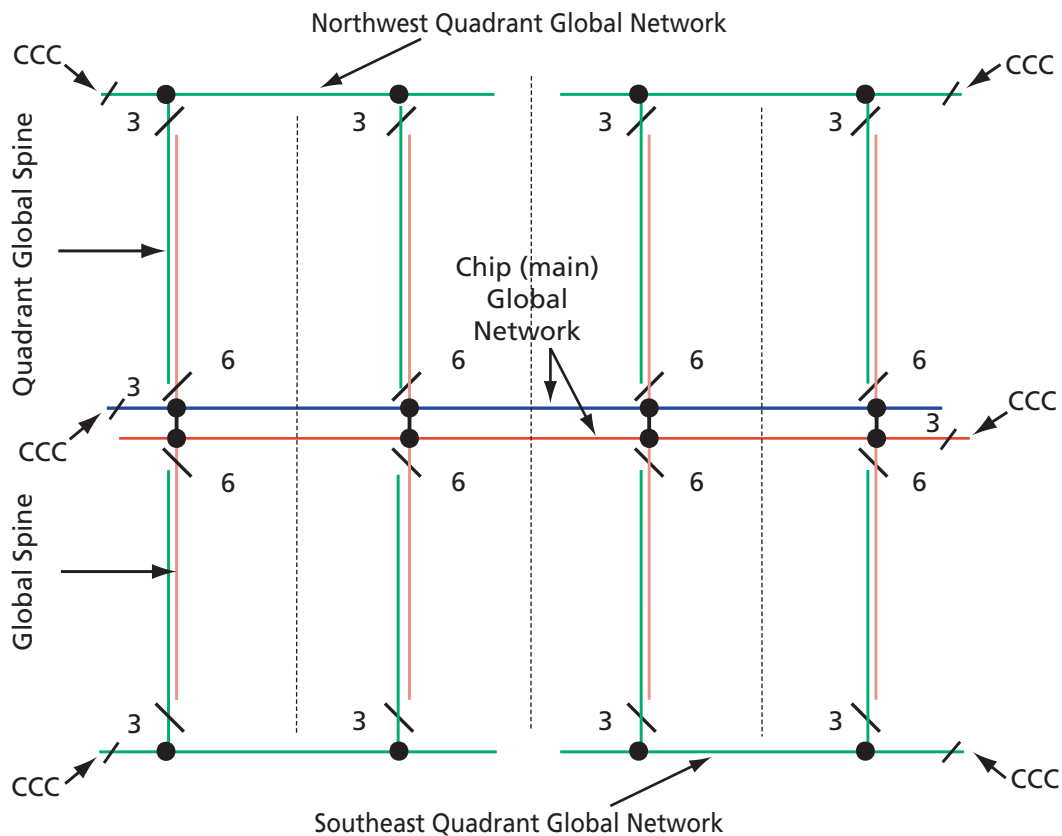 Northwest Quadrant Global Network
CCC
CCC
3
3
3
3
Quadrant Global Spine
Chip (main)
Global
Network
6
6
6
6
3
CCC
3
CCC
6
6
6
6
Global Spine
3
3
3
3
CCC
CCC
Southeast Quadrant Global Network